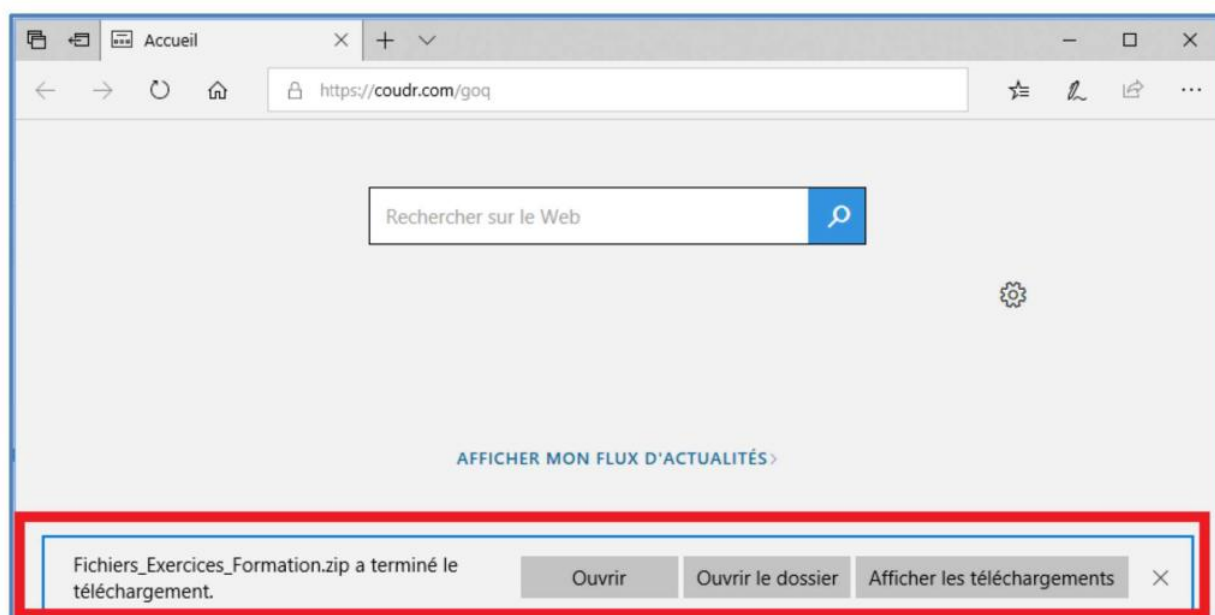 Accueil
https://coudr.com/goq
Rechercher sur le Web
AFFICHER MON FLUX D'ACTUALITÉS
Fichiers_Exercices_Formation.zip a terminé le
téléchargement.
Ouvrir
Ouvrir le dossier
Afficher les téléchargements